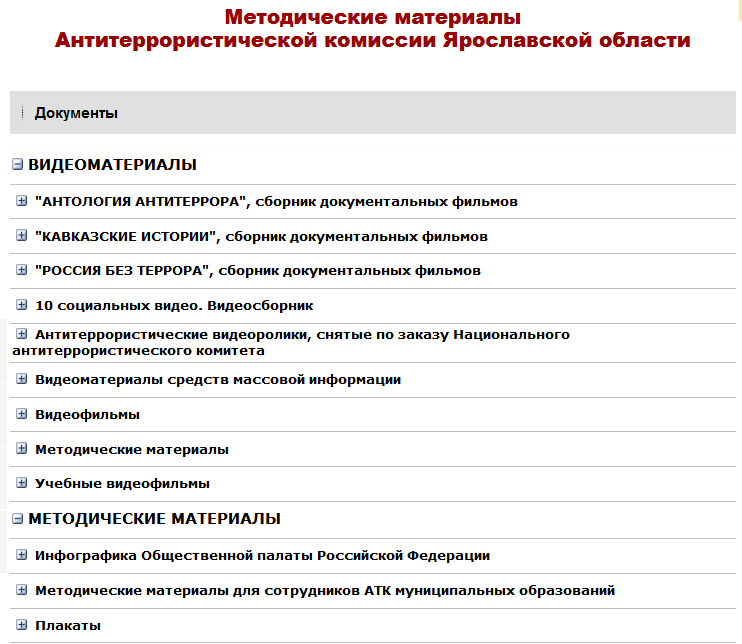 Методические материалы
Антитеррористической комиссии Ярославской области
Документы
ВИДЕОМАТЕРИАЛЫ
"АНТОЛОГИЯ АНТИТЕРРОРА", сборник документальных фильмов
"КАВКАЗСКИЕ ИСТОРИИ", сборник документальных фильмов
"РОССИЯ БЕЗ ТЕРРОРА", сборник документальных фильмов
10 социальных видео. Видеосборник
Антитеррористические видеоролики, снятые по заказу Национального
антитеррористического комитета
Видеоматериалы средств массовой информации
Видеофильмы
Методические материалы
Учебные видеофильмы
МЕТОДИЧЕСКИЕ МАТЕРИАЛЫ
Инфографика Общественной палаты Российской Федерации
Методические материалы для сотрудников АТК муниципальных образований
Плакаты